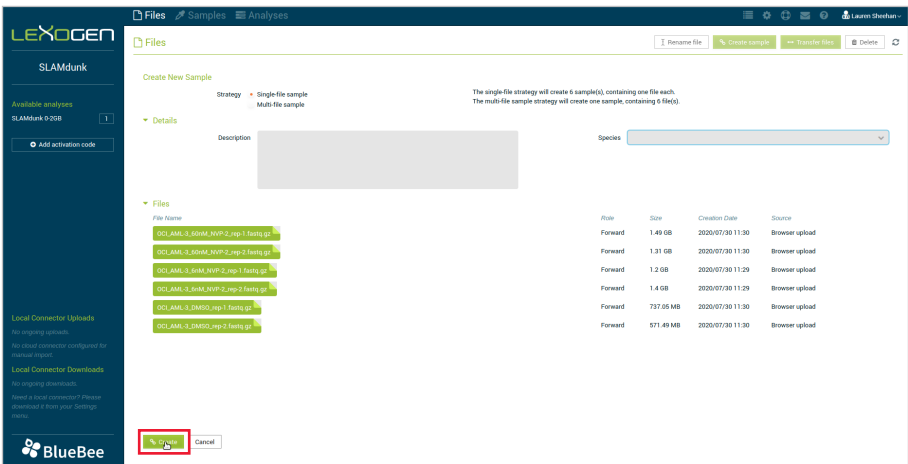 Files Samples Analyses
Lauren Sheehan
LEXOGEN
Files
Rename file
Create sample
Transfer files
Delete
SLAMdunk
Create New Sample
Strategy
Single-file sample
Multi-file sample
The single-file strategy will create 6 sample(s), containing one file each.
The multi-file sample strategy will create one sample, containing 6 file(s).
Available analyses
SLAMdunk 0-2GB 1
Add activation code
Details
Description
Species
Files
File Name Role Size Creation Date Source
OCI_AML-3_60nM_NVP-2_rep-1.fastq.gz Forward 1.49 GB 2020/07/30 11:30 Browser upload
OCI_AML-3_60nM_NVP-2_rep-2.fastq.gz Forward 1.31 GB 2020/07/30 11:30 Browser upload
OCI_AML-3_6nM_NVP-2_rep-1.fastq.gz Forward 1.2 GB 2020/07/30 11:29 Browser upload
OCI_AML-3_6nM_NVP-2_rep-2.fastq.gz Forward 1.4 GB 2020/07/30 11:29 Browser upload
OCI_AML-3_DMSO_rep-1.fastq.gz Forward 737.05 MB 2020/07/30 11:30 Browser upload
OCI_AML-3_DMSO_rep-2.fastq.gz Forward 571.49 MB 2020/07/30 11:30 Browser upload
Local Connector Uploads
No ongoing uploads.
No cloud connector configured for
manual import.
Local Connector Downloads
No ongoing downloads.
Need a local connector? Please
download it from your Settings
menu.
Create
Cancel
BlueBee